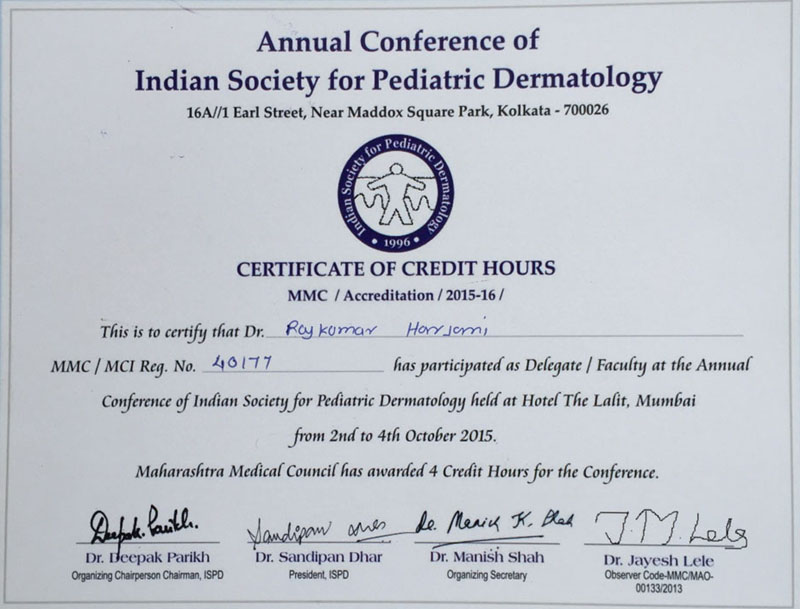 Annual Conference of
Indian Society for Pediatric Dermatology
16A//1 Earl Street, Near Maddox Square Park, Kolkata - 700026
Indian Society for Pediatric Dermatology
• 1996 •
CERTIFICATE OF CREDIT HOURS
MMC / Accreditation / 2015-16 /
This is to certify that Dr. Rajkumar Harjani
MMC / MCI Reg. No. 40177 has participated as Delegate / Faculty at the Annual
Conference of Indian Society for Pediatric Dermatology held at Hotel The Lalit, Mumbai
from 2nd to 4th October 2015.
Maharashtra Medical Council has awarded 4 Credit Hours for the Conference.
Deepak Parikh. Sandipan J.M. Lele
Dr. Deepak Parikh Dr. Sandipan Dhar Dr. Manish Shah Dr. Jayesh Lele
Organizing Chairperson Chairman, ISPD President, ISPD Organizing Secretary Observer Code-MMC/MAO-
00133/2013